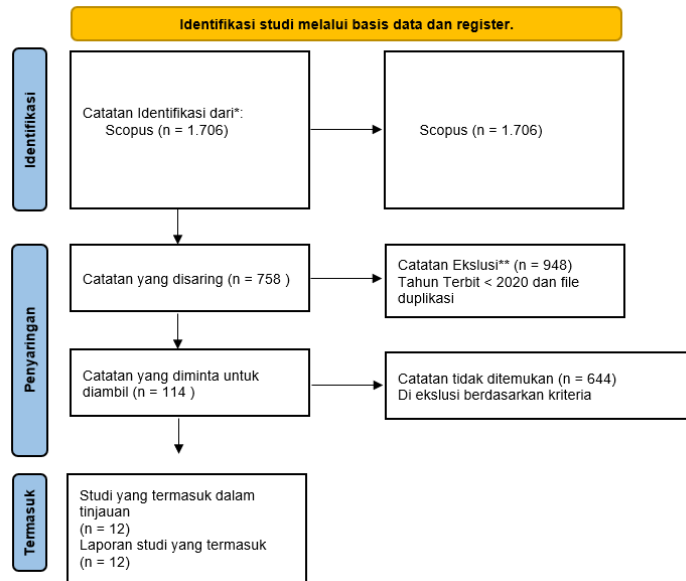 Identifikasi studi melalui basis data dan register.
Identifikasi
Catatan Identifikasi dari*:
Scopus (n = 1.706)
Scopus (n = 1.706)
Penyaringan
Catatan yang disaring (n = 758 )
Catatan Ekslusi** (n = 948)
Tahun Terbit < 2020 dan file
duplikasi
Catatan yang diminta untuk
diambil (n = 114 )
Catatan tidak ditemukan (n = 644)
Di ekslusi berdasarkan kriteria
Termasuk
Studi yang termasuk dalam
tinjauan
(n = 12)
Laporan studi yang termasuk
(n = 12)